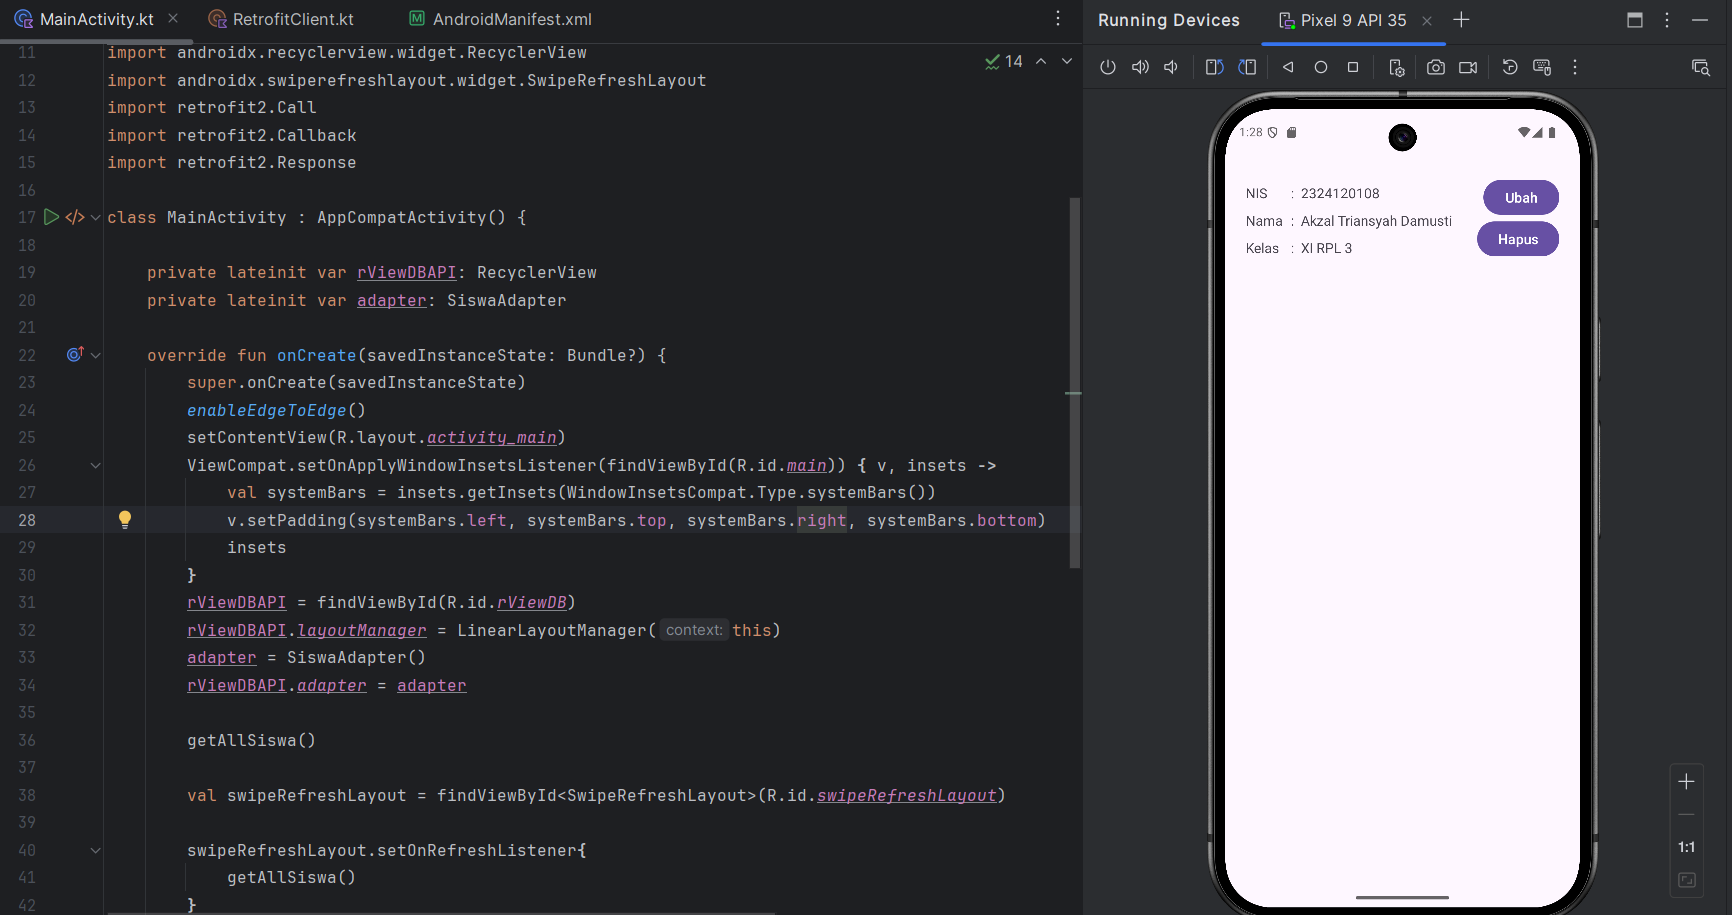 MainActivity.kt RetrofitClient.kt AndroidManifest.xml
11 import androidx.recyclerview.widget.RecyclerView
14
12 import androidx.swiperefreshlayout.widget.SwipeRefreshLayout
13 import retrofit2.Call
14 import retrofit2.Callback
15 import retrofit2.Response
16
17 class MainActivity : AppCompatActivity() {
18
19 private lateinit var rViewDBAPI: RecyclerView
20 private lateinit var adapter: SiswaAdapter
21
22 override fun onCreate(savedInstanceState: Bundle?) {
23 super.onCreate(savedInstanceState)
24 enableEdgeToEdge()
25 setContentView(R.layout.activity_main)
26 ViewCompat.setOnApplyWindowInsetsListener(findViewById(R.id.main)) { v, insets ->
27 val systemBars = insets.getInsets(WindowInsetsCompat.Type.systemBars())
28 v.setPadding(systemBars.left, systemBars.top, systemBars.right, systemBars.bottom)
29 insets
30 }
31 rViewDBAPI = findViewById(R.id.rViewDB)
32 rViewDBAPI.layoutManager = LinearLayoutManager( context: this)
33 adapter = SiswaAdapter()
34 rViewDBAPI.adapter = adapter
35
36 getAllSiswa()
37
38 val swipeRefreshLayout = findViewById<SwipeRefreshLayout>(R.id.swipeRefreshLayout)
39
40 swipeRefreshLayout.setOnRefreshListener{
41 getAllSiswa()
42 }
Running Devices Pixel 9 API 35
1:28
NIS : 2324120108
Ubah
Nama : Akzal Triansyah Damusti
Hapus
Kelas : XI RPL 3
1:1